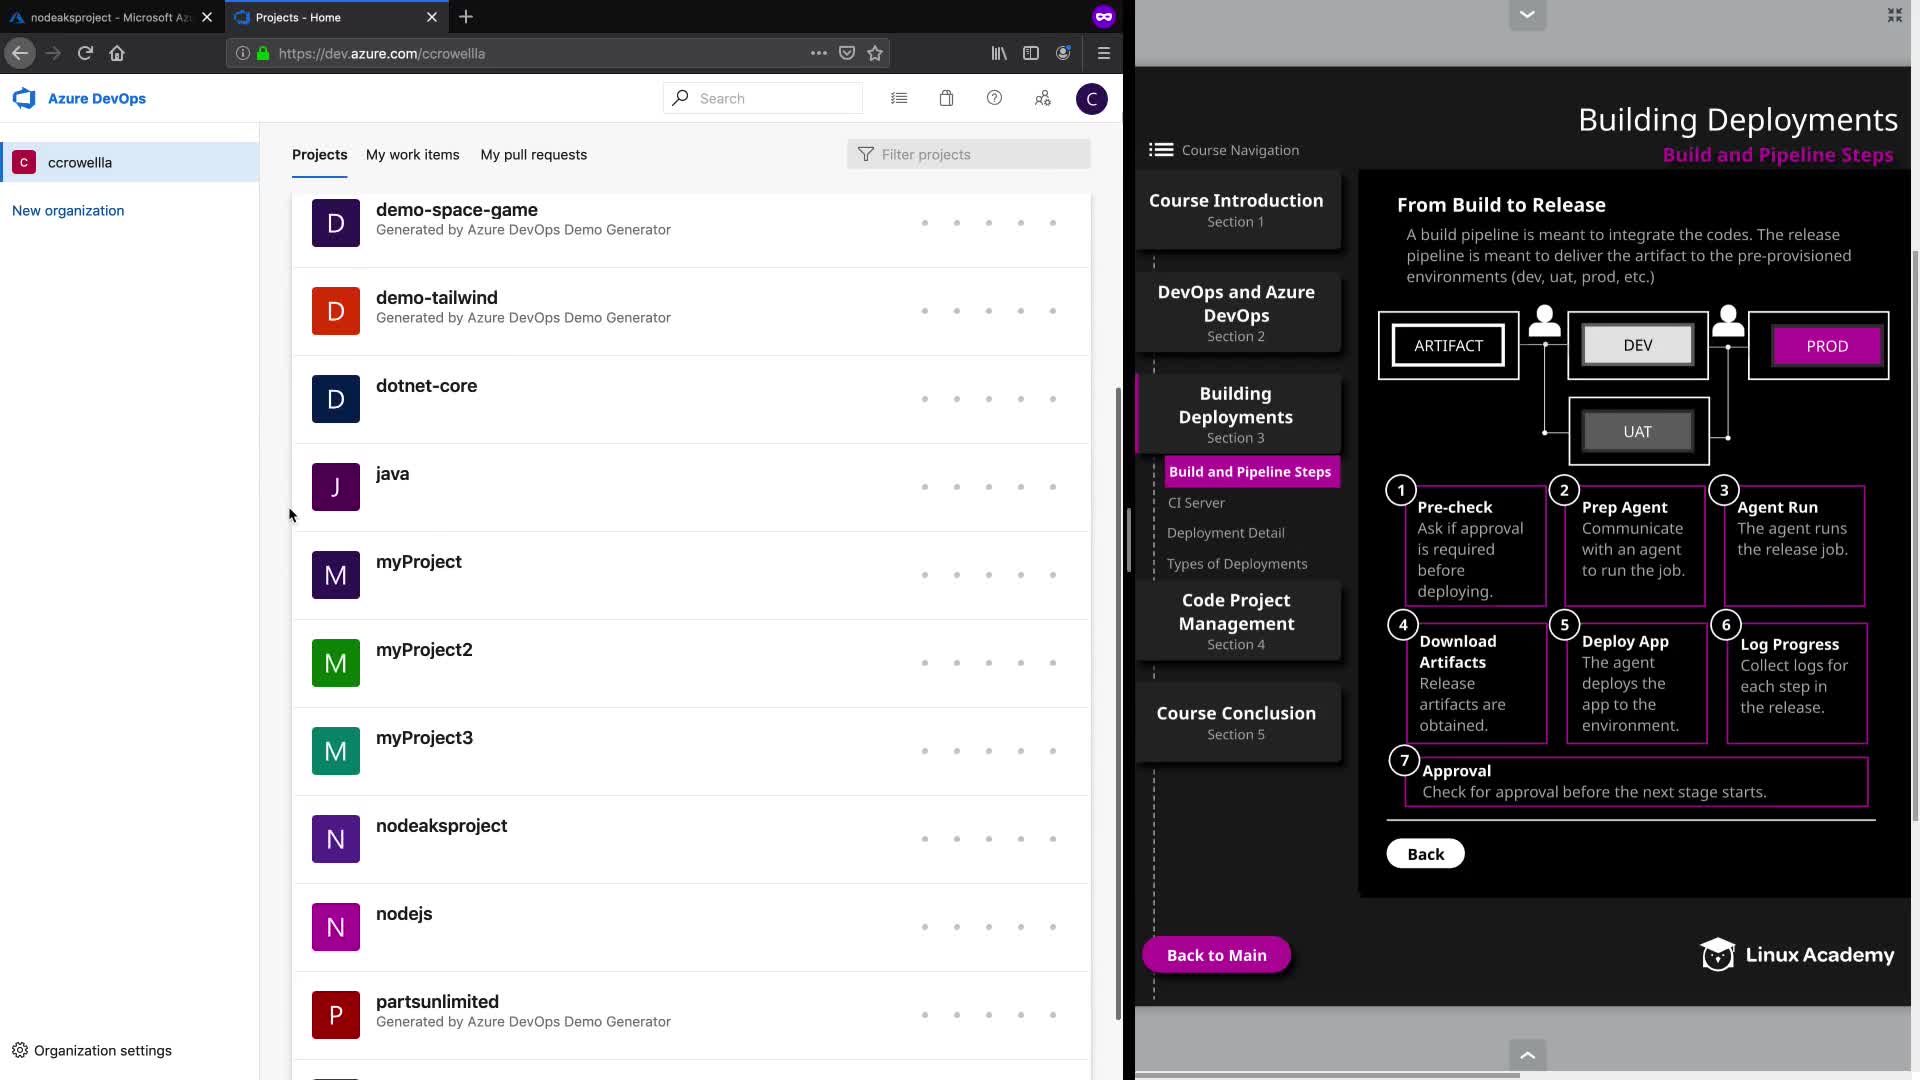 nodeaksproject - Microsoft Az
Projects - Home
https://dev.azure.com/ccrowellla
Azure DevOps
Search
C
C
ccrowellla
New organization
Organization settings
Projects
My work items
My pull requests
Filter projects
D
demo-space-game
Generated by Azure DevOps Demo Generator
D
demo-tailwind
Generated by Azure DevOps Demo Generator
D
dotnet-core
J
java
M
myProject
M
myProject2
M
myProject3
N
nodeaksproject
N
nodejs
P
partsunlimited
Generated by Azure DevOps Demo Generator
Building Deployments
Build and Pipeline Steps
Course Navigation
Course Introduction
Section 1
DevOps and Azure
DevOps
Section 2
Building
Deployments
Section 3
Build and Pipeline Steps
CI Server
Deployment Detail
Types of Deployments
Code Project
Management
Section 4
Course Conclusion
Section 5
Back to Main
From Build to Release
A build pipeline is meant to integrate the codes. The release
pipeline is meant to deliver the artifact to the pre-provisioned
environments (dev, uat, prod, etc.)
ARTIFACT
DEV
PROD
UAT
1
Pre-check
Ask if approval
is required
before
deploying.
2
Prep Agent
Communicate
with an agent
to run the job.
3
Agent Run
The agent runs
the release job.
4
Download
Artifacts
Release
artifacts are
obtained.
5
Deploy App
The agent
deploys the
app to the
environment.
6
Log Progress
Collect logs for
each step in
the release.
7
Approval
Check for approval before the next stage starts.
Back
Linux Academy